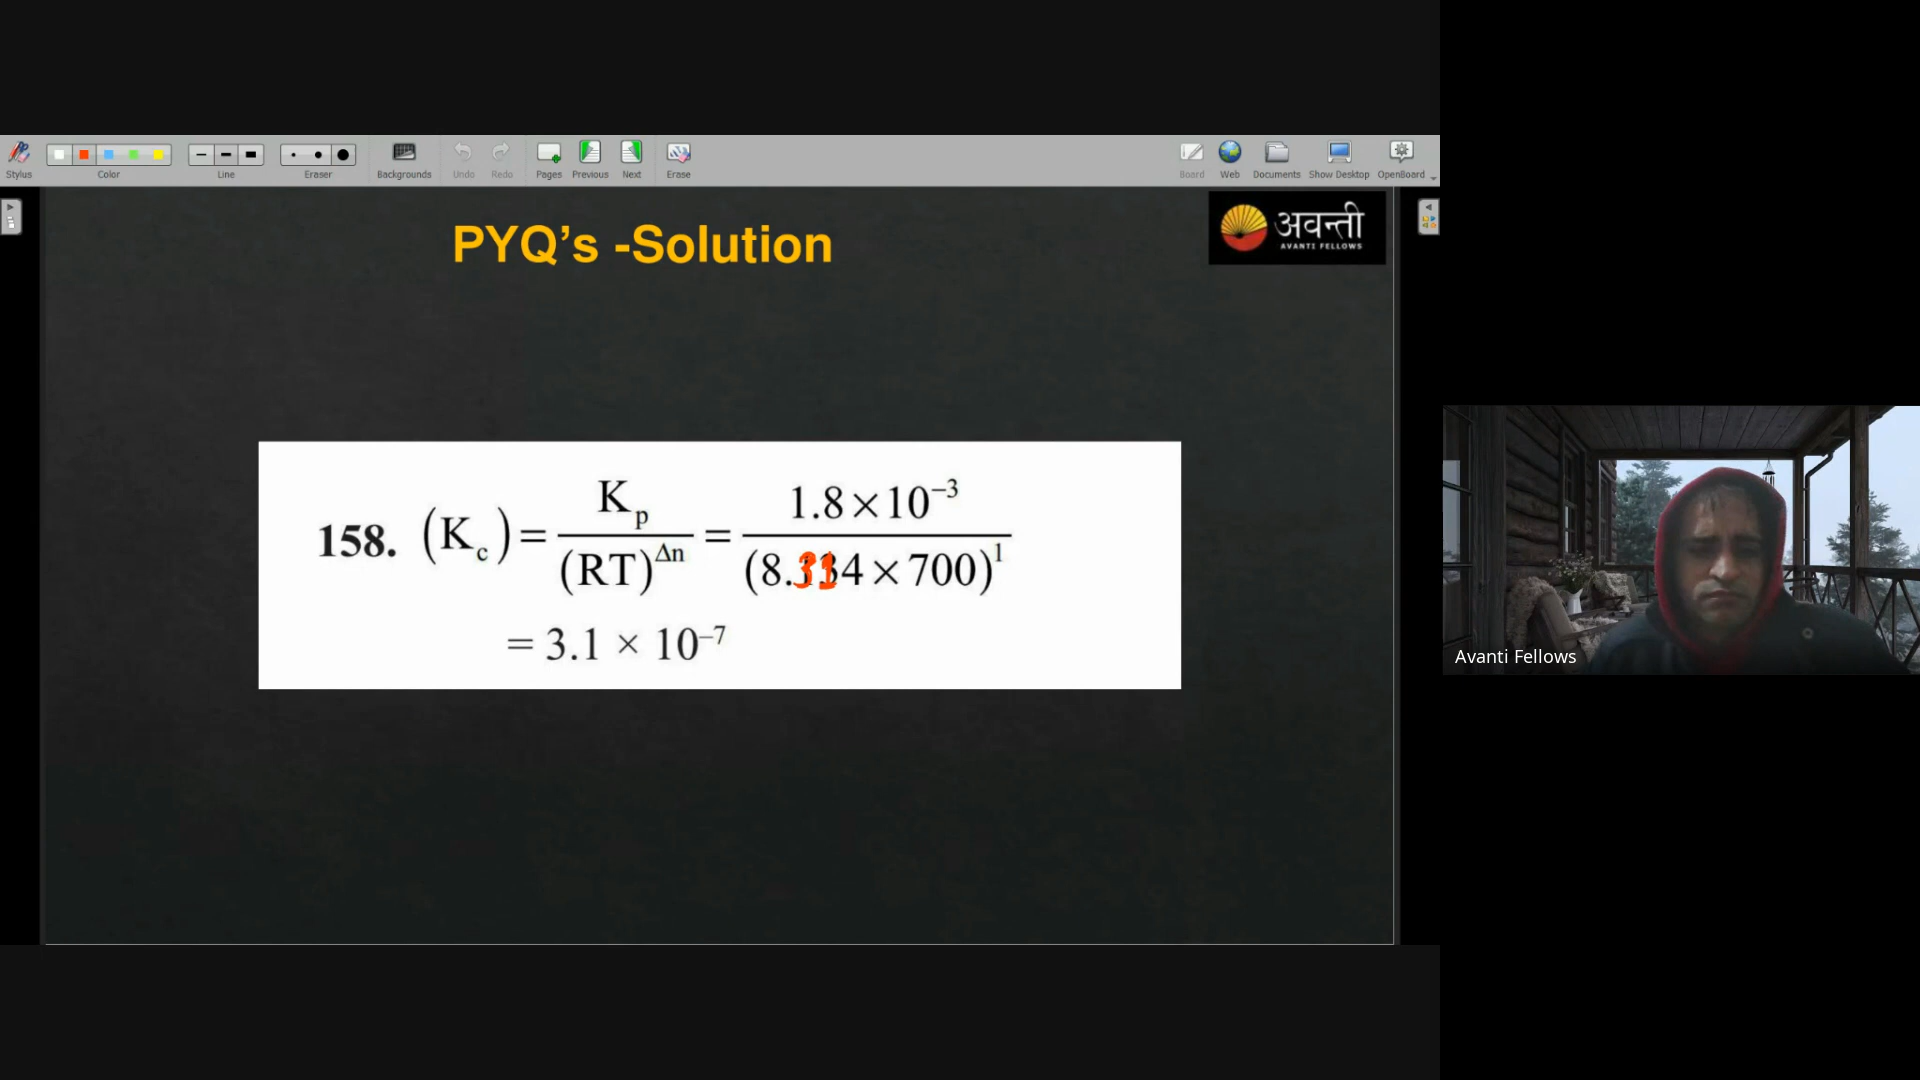 Stylus
Color
Line
Eraser
Backgrounds
Undo
Redo
Pages
Previous
Next
Erase
Board
Web
Documents
Show Desktop
OpenBoard
PYQ’s -Solution
अवन्ती
AVANTI FELLOWS
158. (K_c) = K_p / (RT)^Δn = 1.8 × 10^–3 / (8.314 × 700)^1
= 3.1 × 10^–7
Avanti Fellows